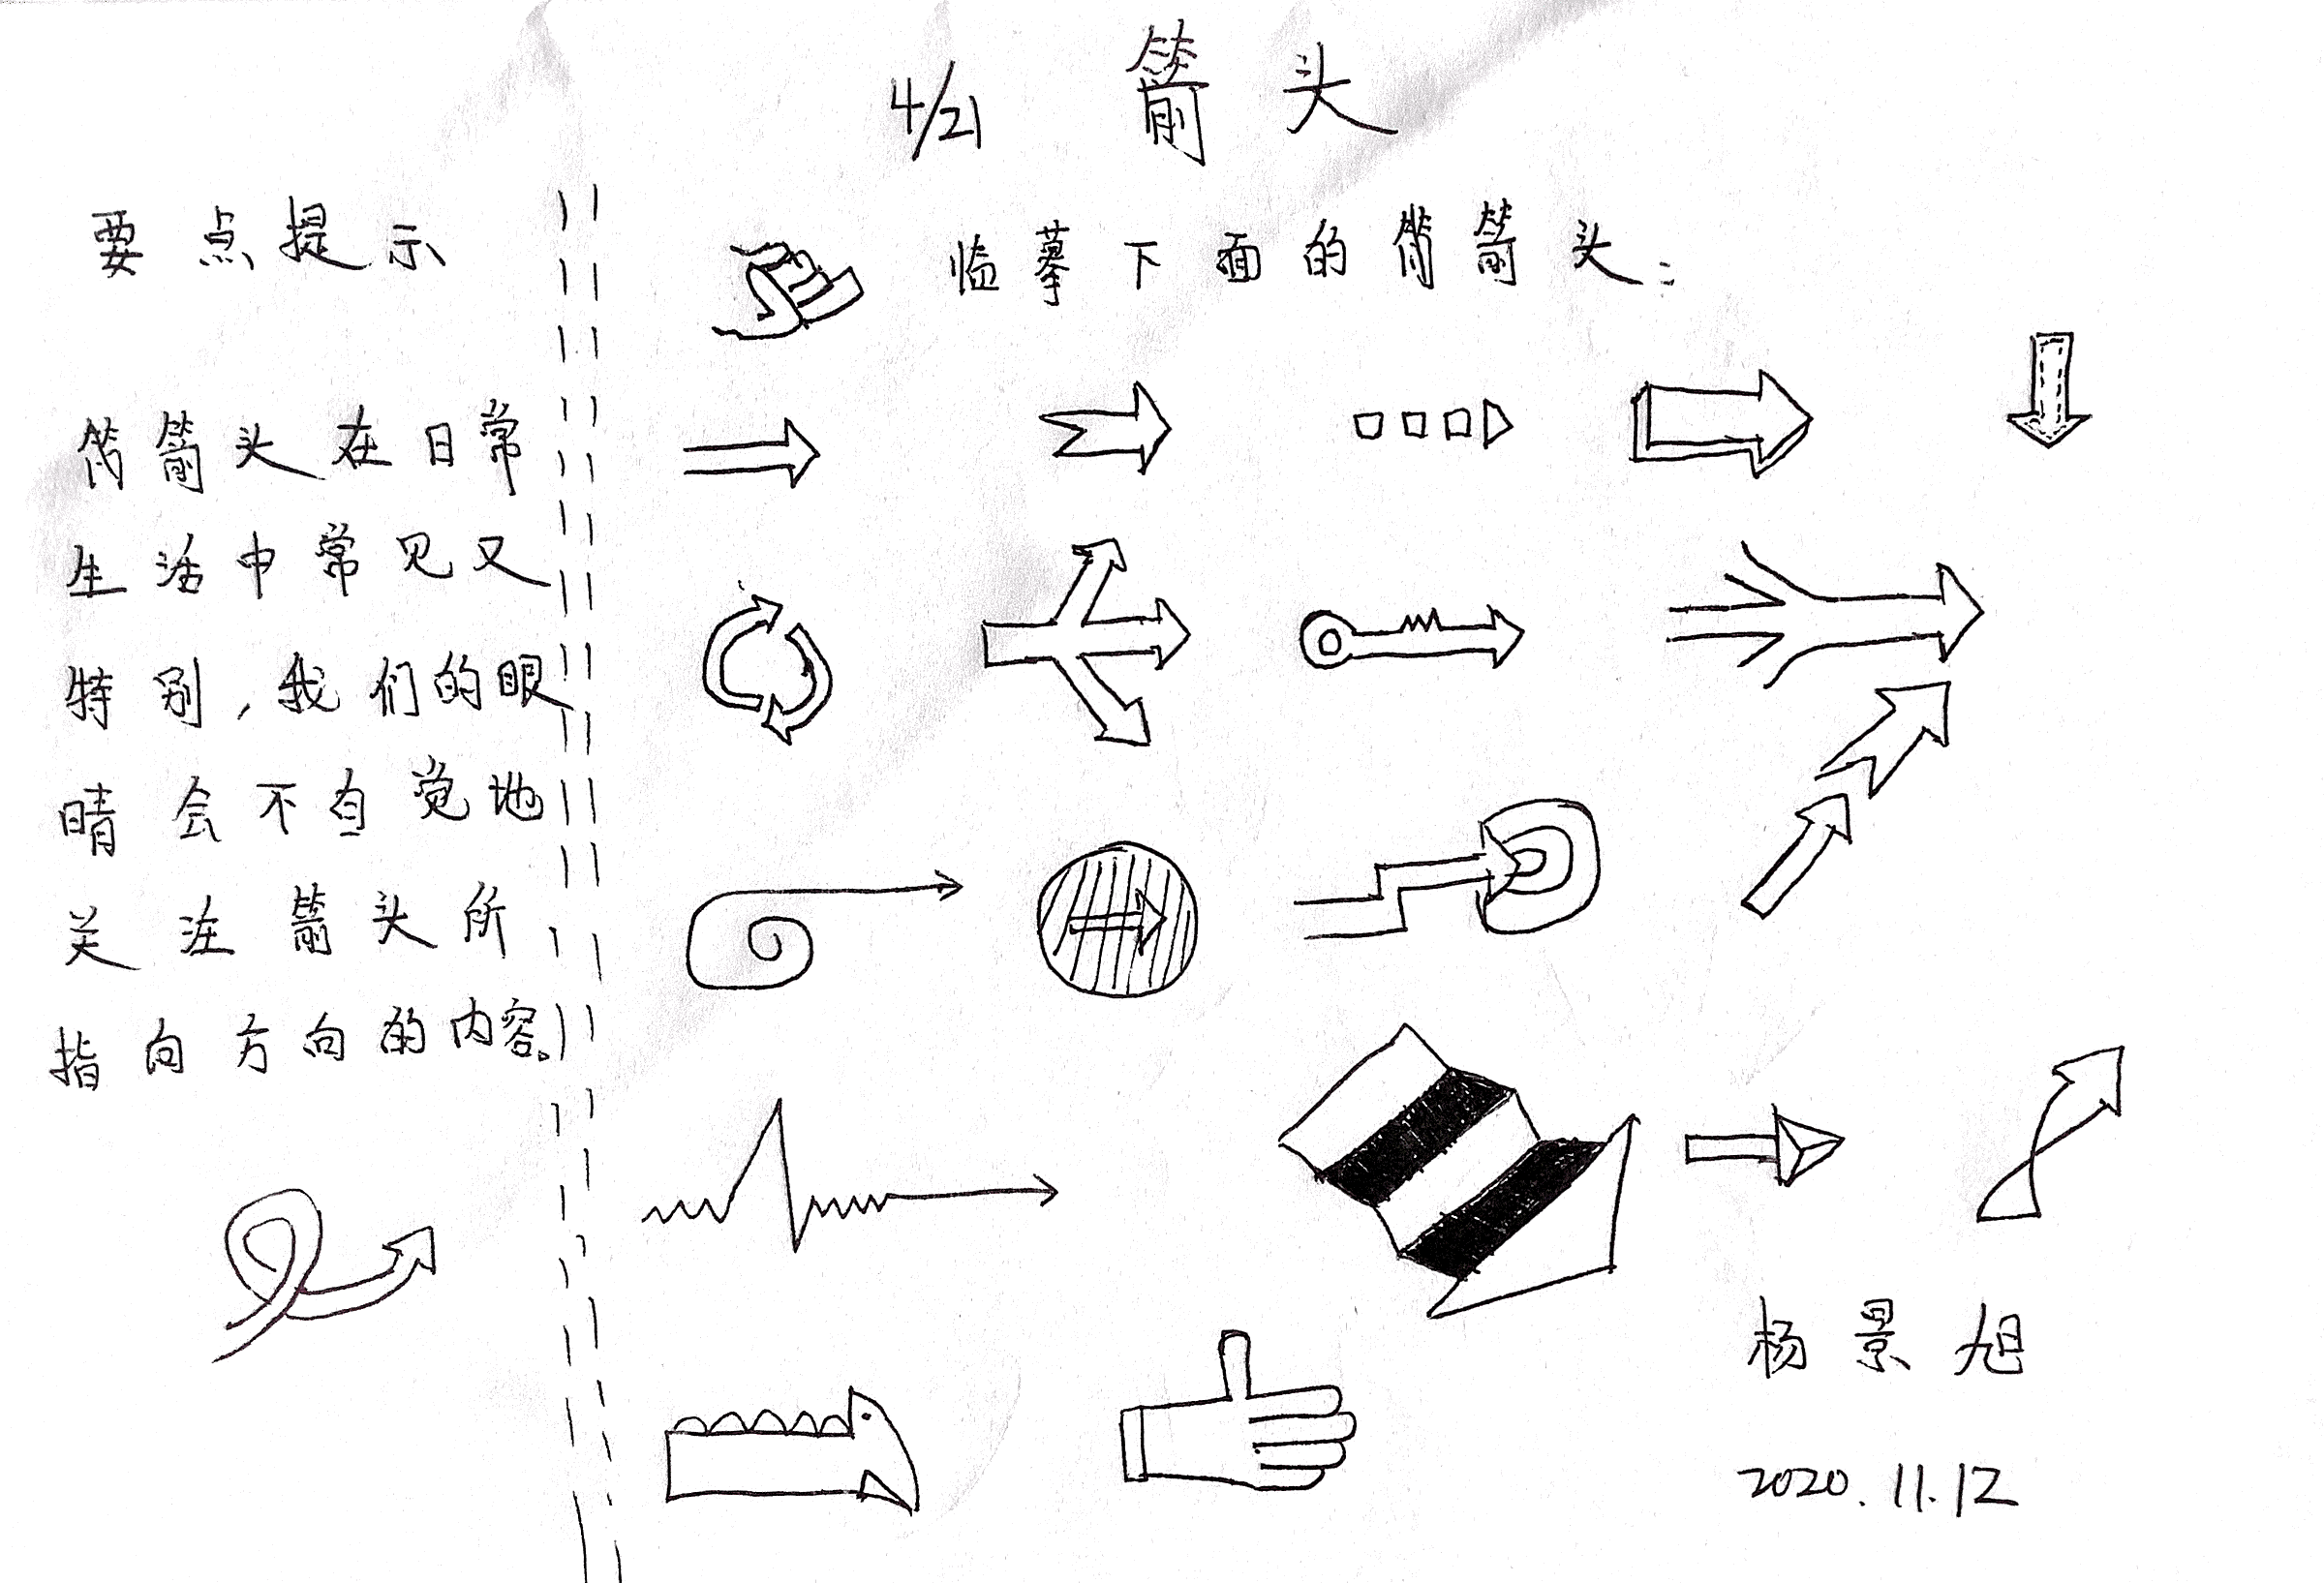 4/21 箭头
要点提示
箭头在日常
生活中常见又
特别，我们的眼
晴会不自觉地
关注箭头所
指向方向的内容。
临摹下面的箭头：
杨景旭
2020.11.12